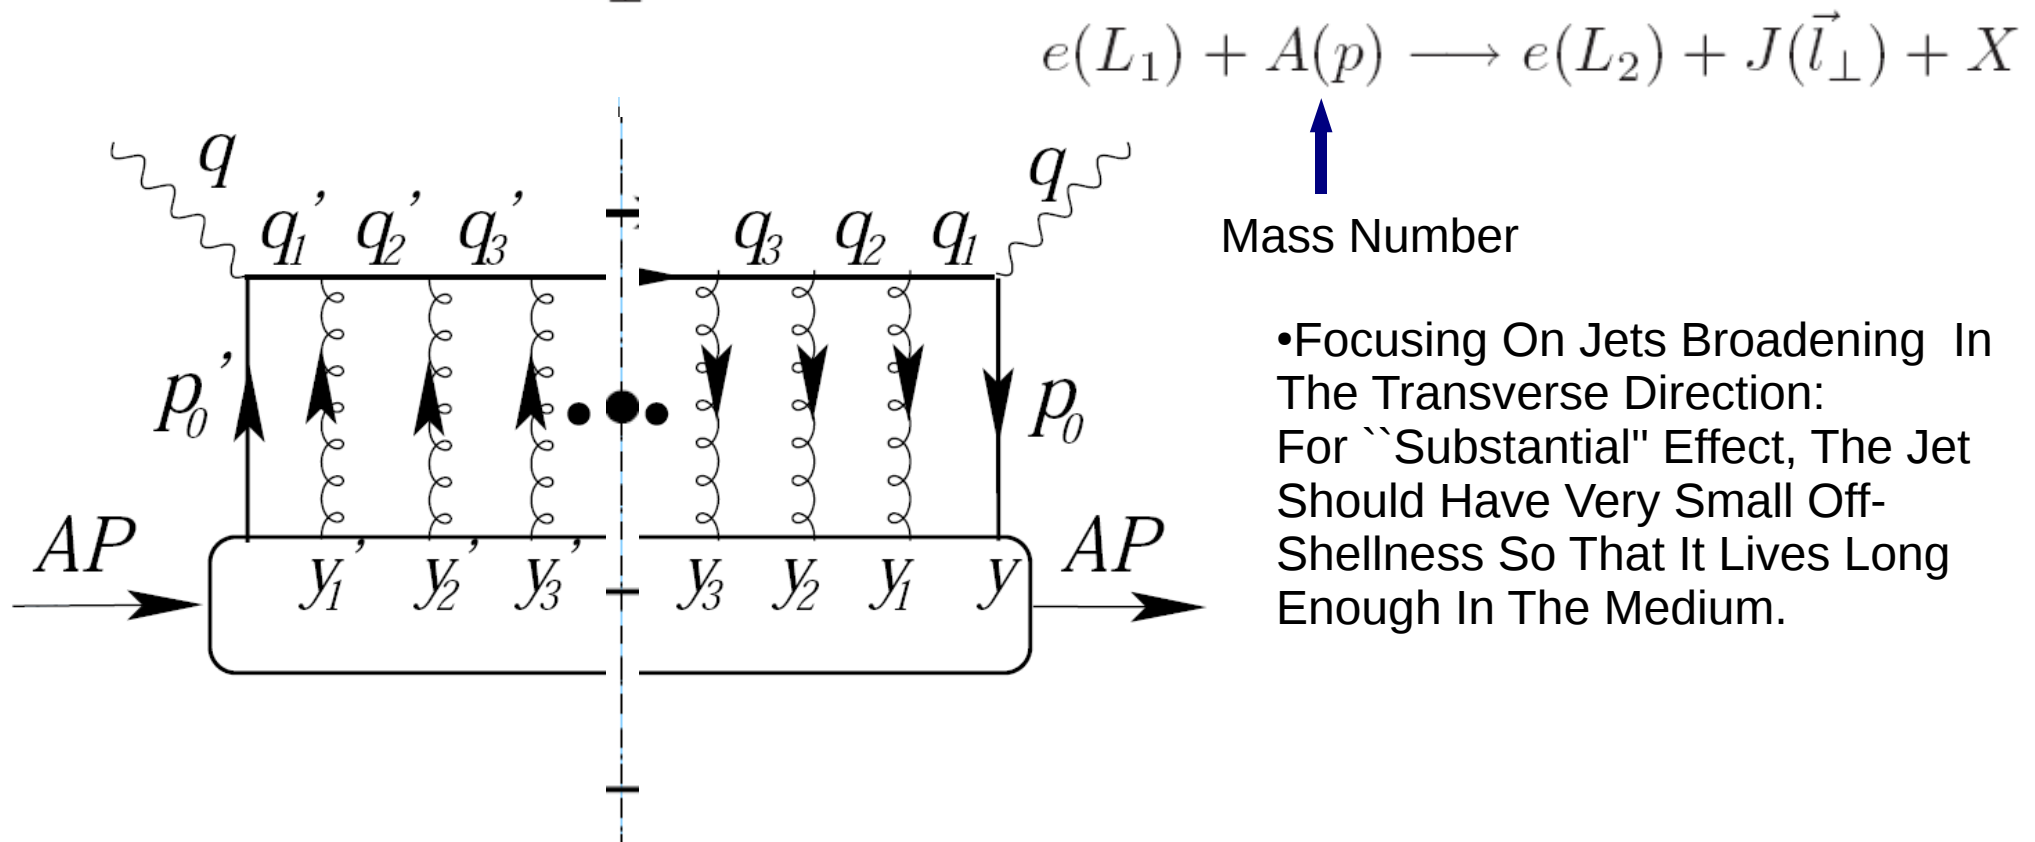 e(L₁) + A(p) ⟶ e(L₂) + J(l⃗⊥) + X
q q
q₁' q₂' q₃' q₃ q₂ q₁
Mass Number
•Focusing On Jets Broadening In
The Transverse Direction:
For ``Substantial" Effect, The Jet
Should Have Very Small Off-
Shellness So That It Lives Long
Enough In The Medium.
p₀' p₀
AP AP
y₁' y₂' y₃' y₃ y₂ y₁ y